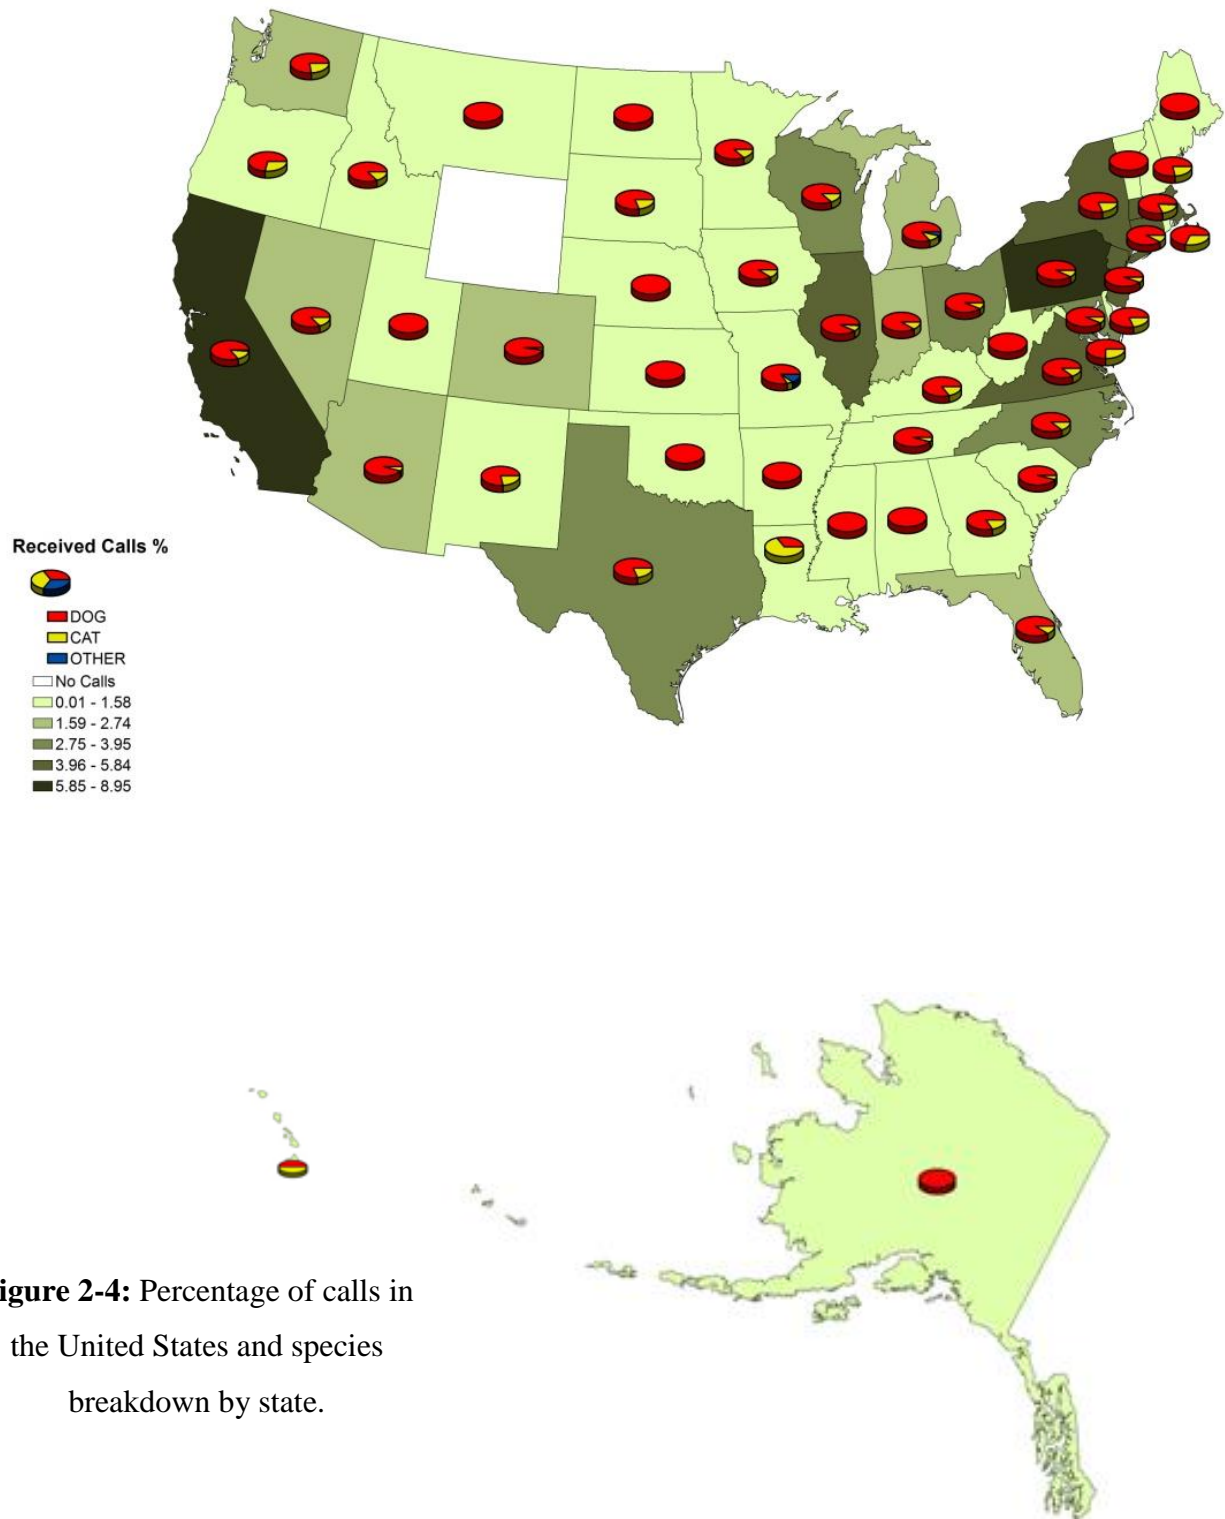 Received Calls %
DOG
CAT
OTHER
No Calls
0.01 - 1.58
1.59 - 2.74
2.75 - 3.95
3.96 - 5.84
5.85 - 8.95
igure 2-4: Percentage of calls in
the United States and species
breakdown by state.